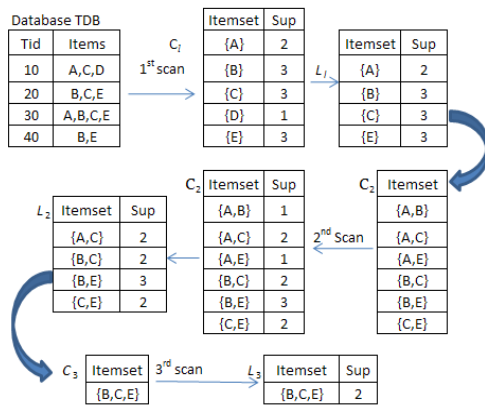 Database TDB
Tid Items
10 A,C,D
20 B,C,E
30 A,B,C,E
40 B,E
1st scan
C1
Itemset Sup
{A} 2
{B} 3
{C} 3
{D} 1
{E} 3
L1
Itemset Sup
{A} 2
{B} 3
{C} 3
{E} 3
C2
Itemset
{A,B}
{A,C}
{A,E}
{B,C}
{B,E}
{C,E}
2nd Scan
C2
Itemset Sup
{A,B} 1
{A,C} 2
{A,E} 1
{B,C} 2
{B,E} 3
{C,E} 2
L2
Itemset Sup
{A,C} 2
{B,C} 2
{B,E} 3
{C,E} 2
C3
Itemset
{B,C,E}
3rd scan
L3
Itemset Sup
{B,C,E} 2